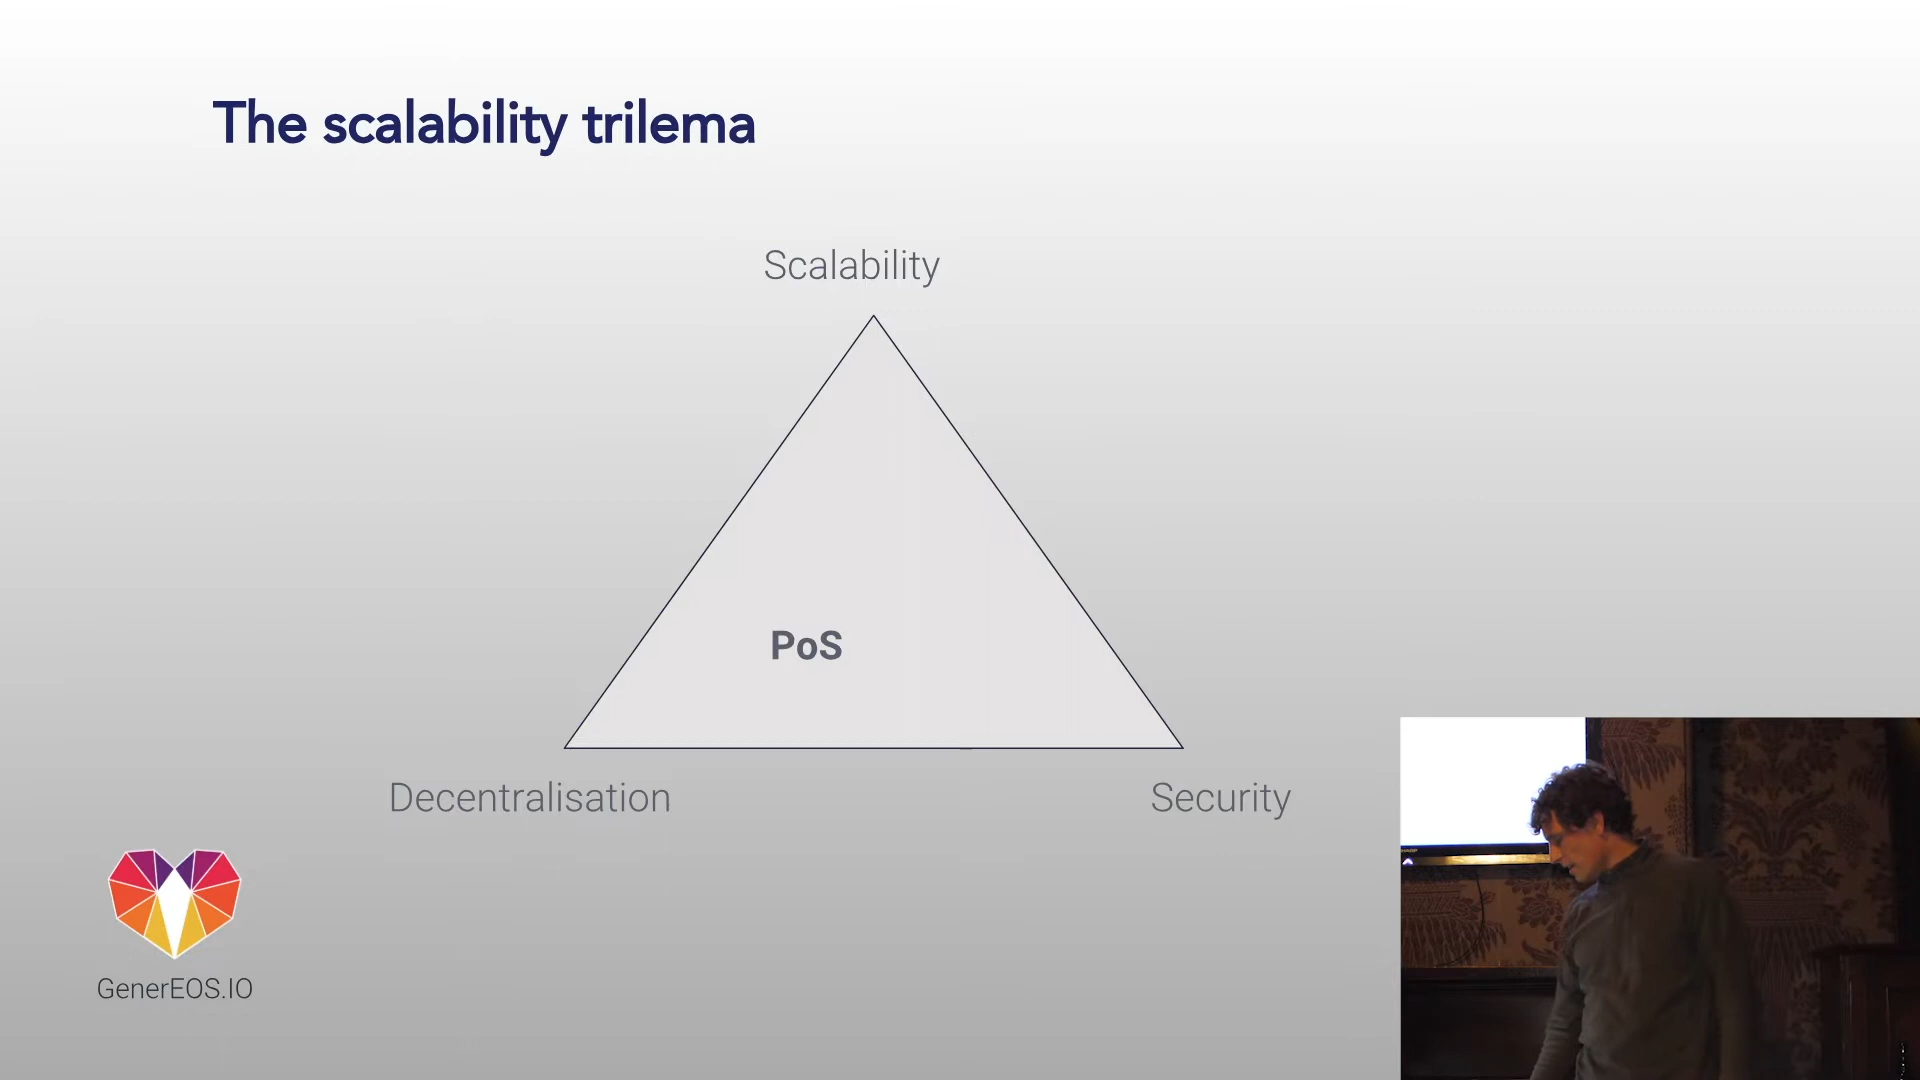 The scalability trilema
Scalability
PoS
Decentralisation
Security
GenerEOS.IO